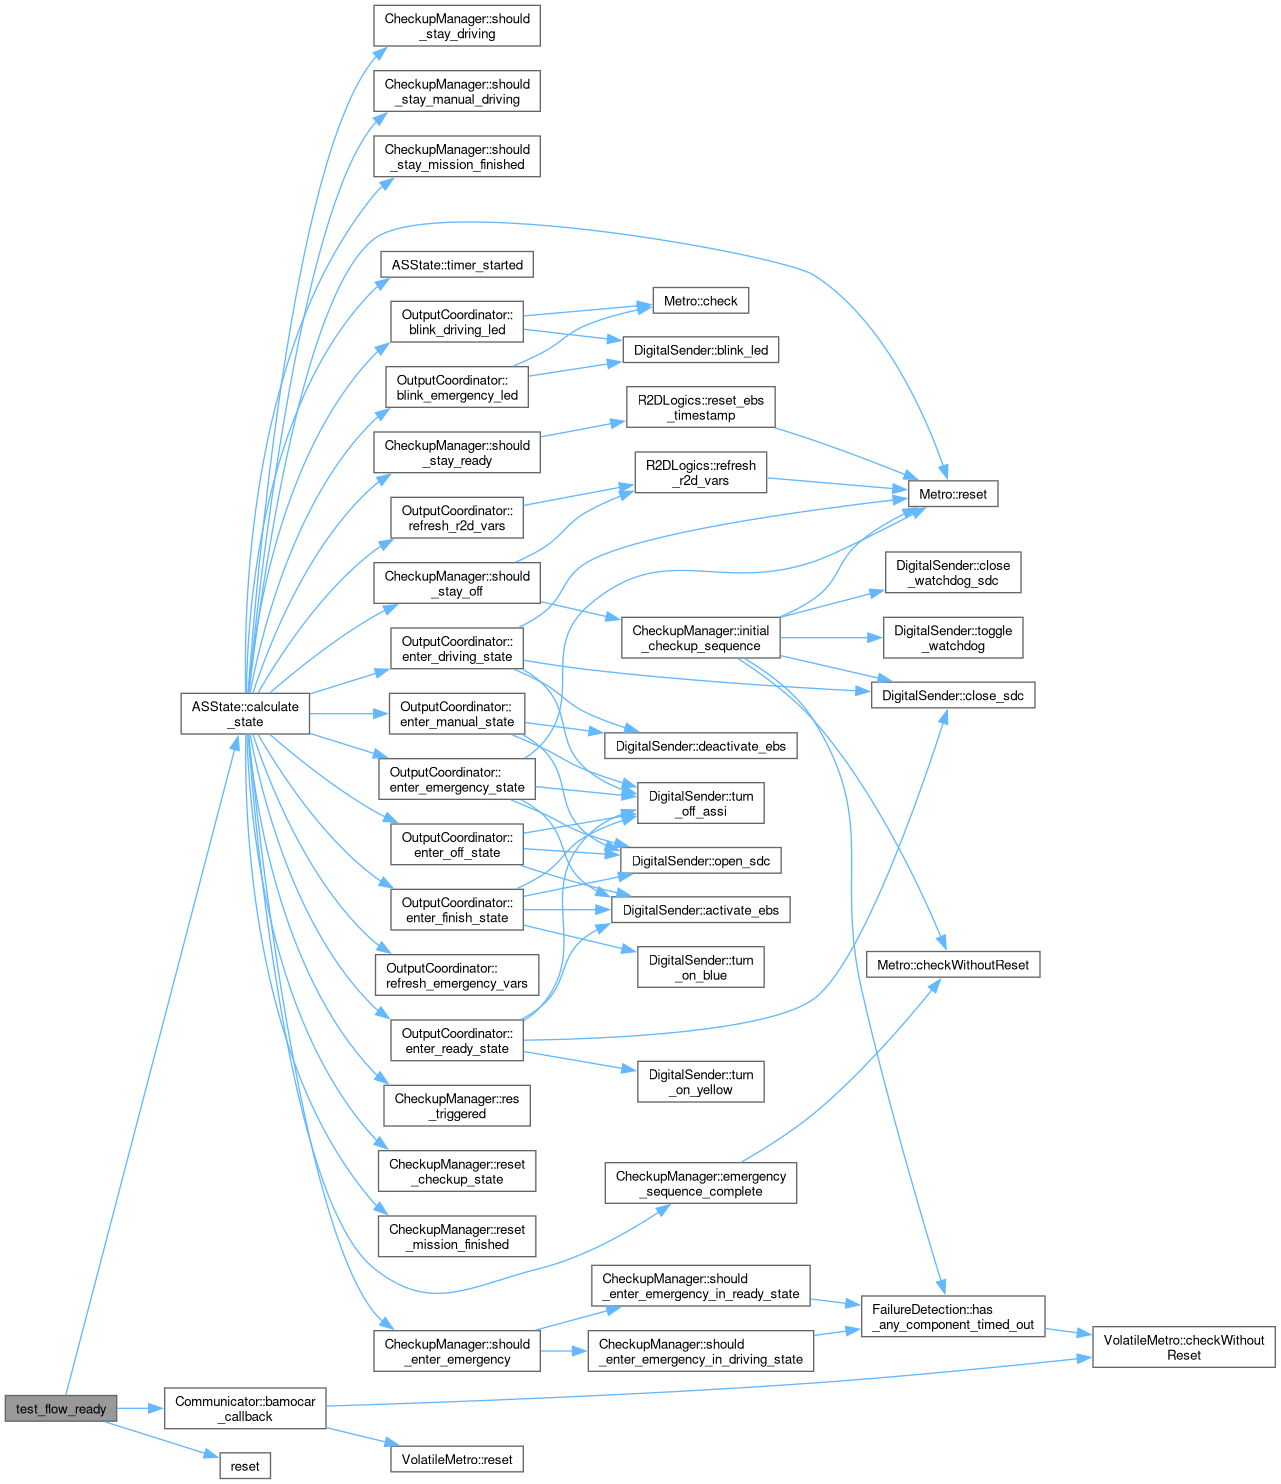 CheckupManager::should
_stay_driving
CheckupManager::should
_stay_manual_driving
CheckupManager::should
_stay_mission_finished
ASState::timer_started
OutputCoordinator::
blink_driving_led
OutputCoordinator::
blink_emergency_led
CheckupManager::should
_stay_ready
OutputCoordinator::
refresh_r2d_vars
CheckupManager::should
_stay_off
OutputCoordinator::
enter_driving_state
ASState::calculate
_state
OutputCoordinator::
enter_manual_state
OutputCoordinator::
enter_emergency_state
OutputCoordinator::
enter_off_state
OutputCoordinator::
enter_finish_state
OutputCoordinator::
refresh_emergency_vars
OutputCoordinator::
enter_ready_state
CheckupManager::res
_triggered
CheckupManager::reset
_checkup_state
CheckupManager::reset
_mission_finished
CheckupManager::should
_enter_emergency
Metro::check
DigitalSender::blink_led
R2DLogics::reset_ebs
_timestamp
R2DLogics::refresh
_r2d_vars
Metro::reset
CheckupManager::initial
_checkup_sequence
DigitalSender::close
_watchdog_sdc
DigitalSender::toggle
_watchdog
DigitalSender::close_sdc
DigitalSender::deactivate_ebs
DigitalSender::turn
_off_assi
DigitalSender::open_sdc
DigitalSender::activate_ebs
DigitalSender::turn
_on_blue
Metro::checkWithoutReset
DigitalSender::turn
_on_yellow
CheckupManager::emergency
_sequence_complete
CheckupManager::should
_enter_emergency_in_ready_state
CheckupManager::should
_enter_emergency_in_driving_state
FailureDetection::has
_any_component_timed_out
VolatileMetro::checkWithout
Reset
test_flow_ready
Communicator::bamocar
_callback
VolatileMetro::reset
reset